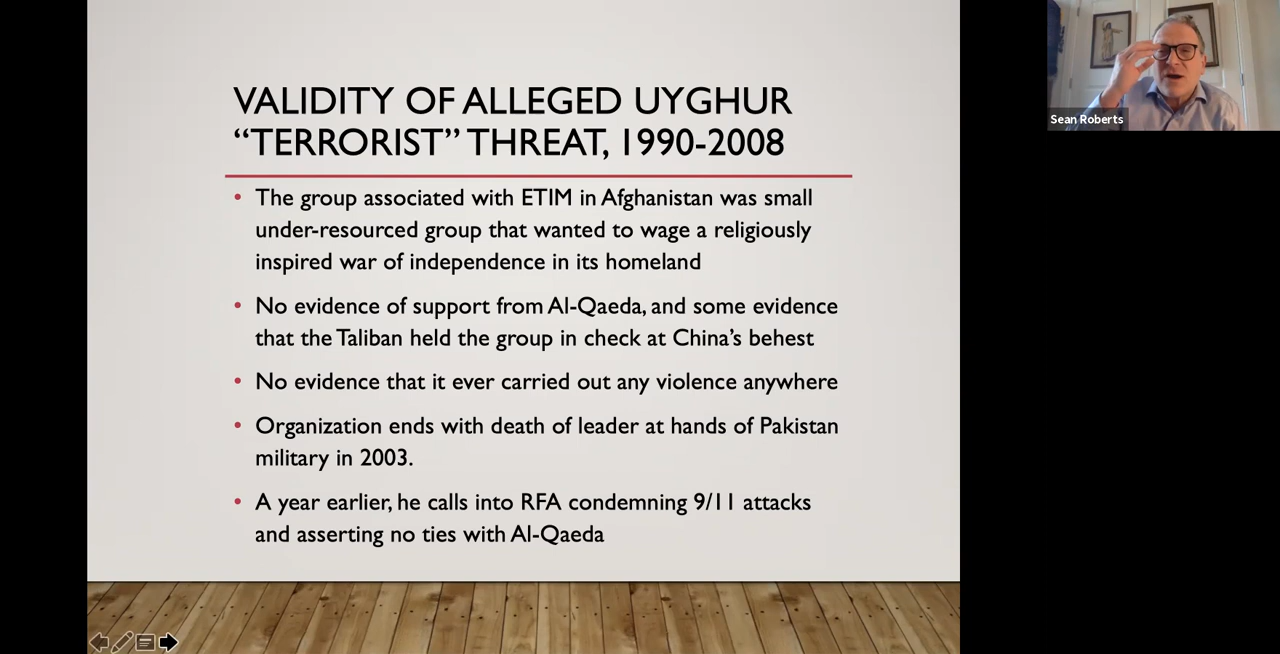 VALIDITY OF ALLEGED UYGHUR
“TERRORIST” THREAT, 1990-2008
• The group associated with ETIM in Afghanistan was small
under-resourced group that wanted to wage a religiously
inspired war of independence in its homeland
• No evidence of support from Al-Qaeda, and some evidence
that the Taliban held the group in check at China’s behest
• No evidence that it ever carried out any violence anywhere
• Organization ends with death of leader at hands of Pakistan
military in 2003.
• A year earlier, he calls into RFA condemning 9/11 attacks
and asserting no ties with Al-Qaeda
Sean Roberts